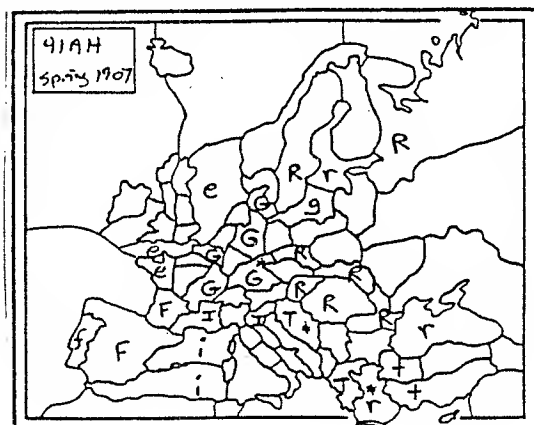 41AH
Spring 1907
R
R r
e
G g
G
e G R
e G R
G R R
F I I T * R r
f F i
t
i T * t
r